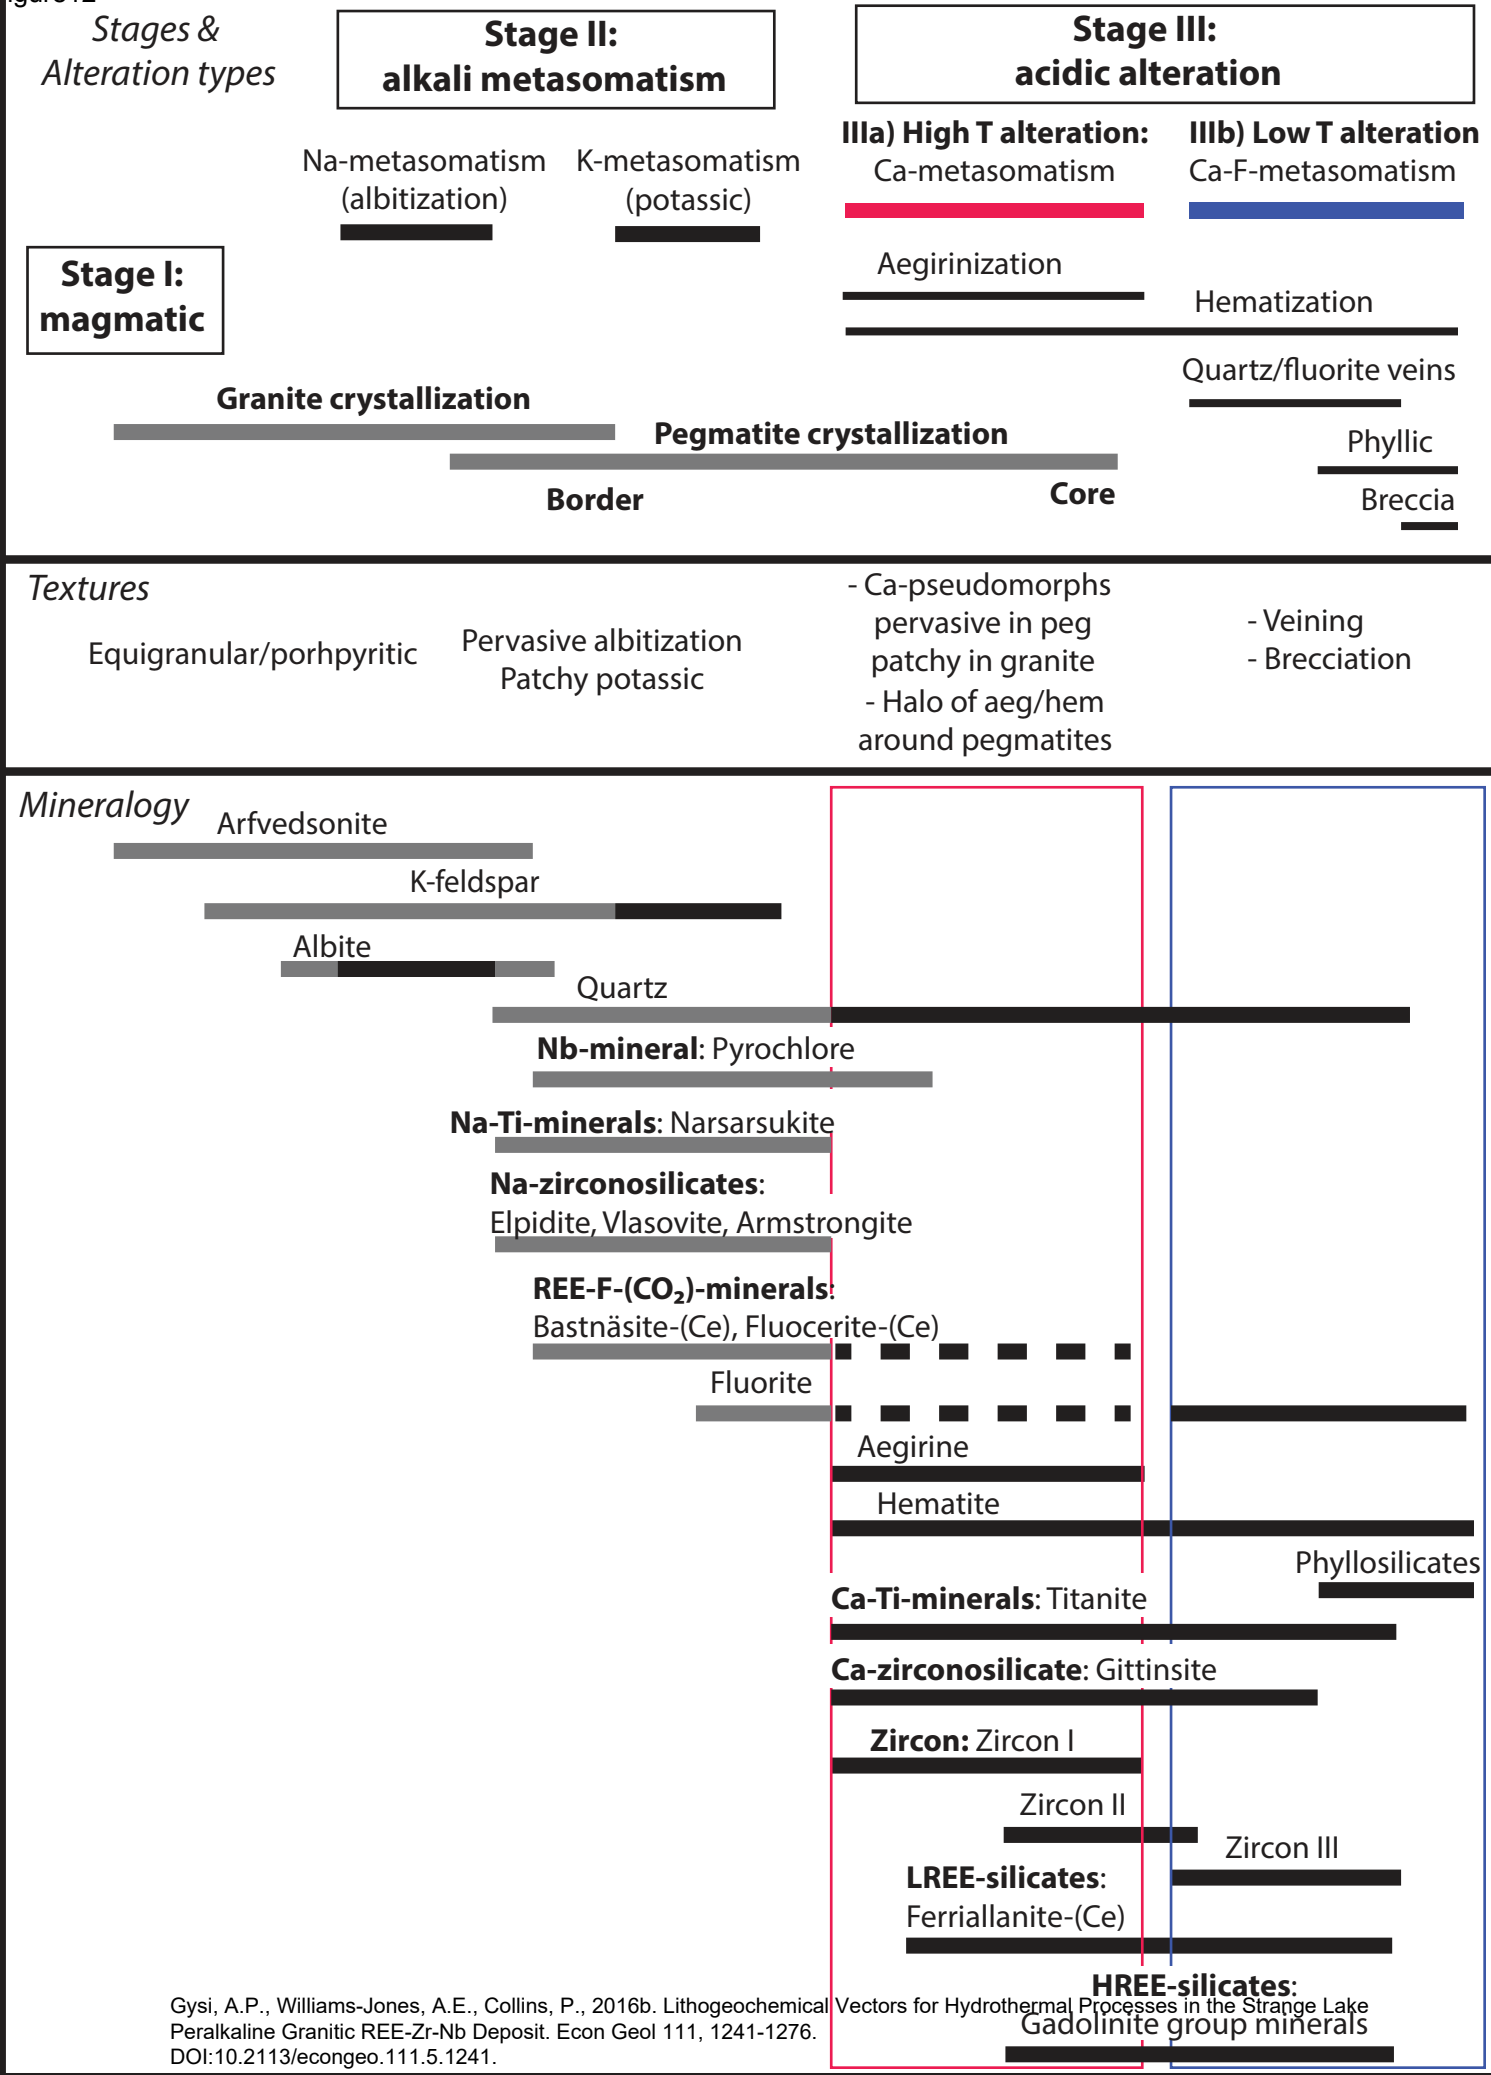 Stages &
Alteration types
Stage II:
alkali metasomatism
Stage III:
acidic alteration
IIIa) High T alteration:
Ca-metasomatism
IIIb) Low T alteration
Ca-F-metasomatism
Na-metasomatism
(albitization)
K-metasomatism
(potassic)
Stage I:
magmatic
Aegirinization
Hematization
Quartz/fluorite veins
Granite crystallization
Pegmatite crystallization
Phyllic
Border
Core
Breccia
Textures
Equigranular/porhpyritic
Pervasive albitization
Patchy potassic
- Ca-pseudomorphs
pervasive in peg
patchy in granite
- Halo of aeg/hem
around pegmatites
- Veining
- Brecciation
Mineralogy
Arfvedsonite
K-feldspar
Albite
Quartz
Nb-mineral: Pyrochlore
Na-Ti-minerals: Narsarsukite
Na-zirconosilicates:
Elpidite, Vlasovite, Armstrongite
REE-F-(CO₂)-minerals:
Bastnäsite-(Ce), Fluocerite-(Ce)
Fluorite
Aegirine
Hematite
Phyllosilicates
Ca-Ti-minerals: Titanite
Ca-zirconosilicate: Gittinsite
Zircon: Zircon I
Zircon II
Zircon III
LREE-silicates:
Ferriallanite-(Ce)
HREE-silicates:
Gadolinite group minerals
Gysi, A.P., Williams-Jones, A.E., Collins, P., 2016b. Lithogeochemical Vectors for Hydrothermal Processes in the Strange Lake
Peralkaline Granitic REE-Zr-Nb Deposit. Econ Geol 111, 1241-1276.
DOI:10.2113/econgeo.111.5.1241.